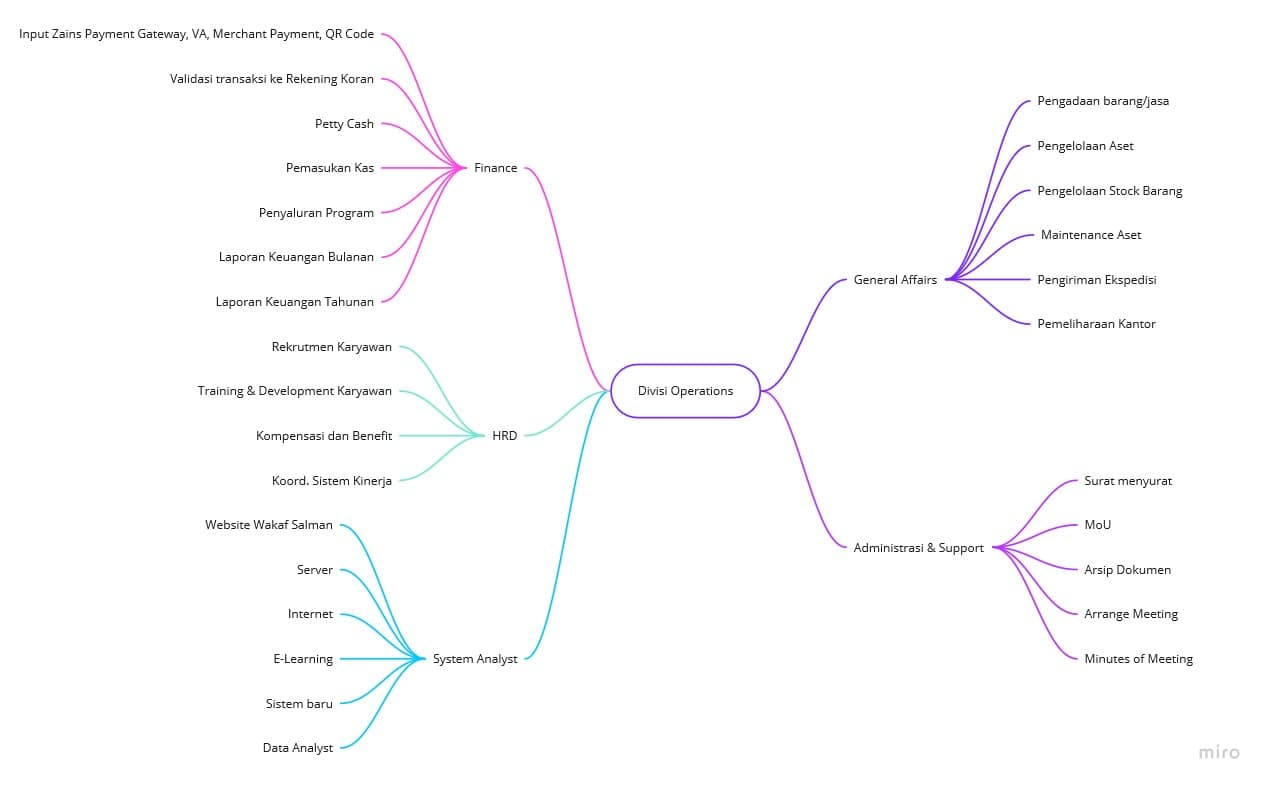 Input Zains Payment Gateway, VA, Merchant Payment, QR Code
Validasi transaksi ke Rekening Koran
Petty Cash
Pemasukan Kas
Penyaluran Program
Laporan Keuangan Bulanan
Laporan Keuangan Tahunan
Finance
Rekrutmen Karyawan
Training & Development Karyawan
Kompensasi dan Benefit
Koord. Sistem Kinerja
HRD
Website Wakaf Salman
Server
Internet
E-Learning
Sistem baru
Data Analyst
System Analyst
Divisi Operations
General Affairs
Pengadaan barang/jasa
Pengelolaan Aset
Pengelolaan Stock Barang
Maintenance Aset
Pengiriman Ekspedisi
Pemeliharaan Kantor
Administrasi & Support
Surat menyurat
MoU
Arsip Dokumen
Arrange Meeting
Minutes of Meeting
miro